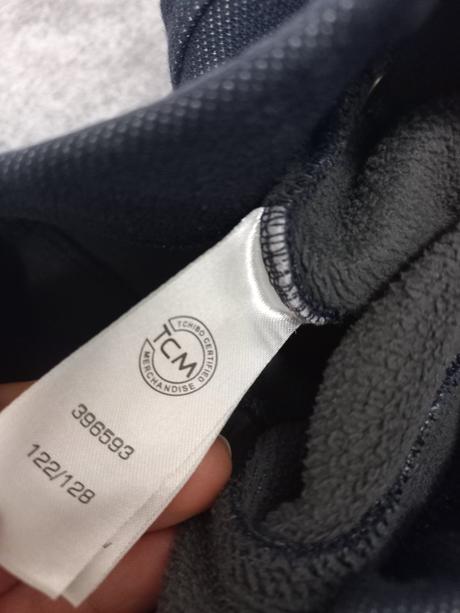 TCHIBO CERTIFIED
TCM
MERCHANDISE
396593
122/128